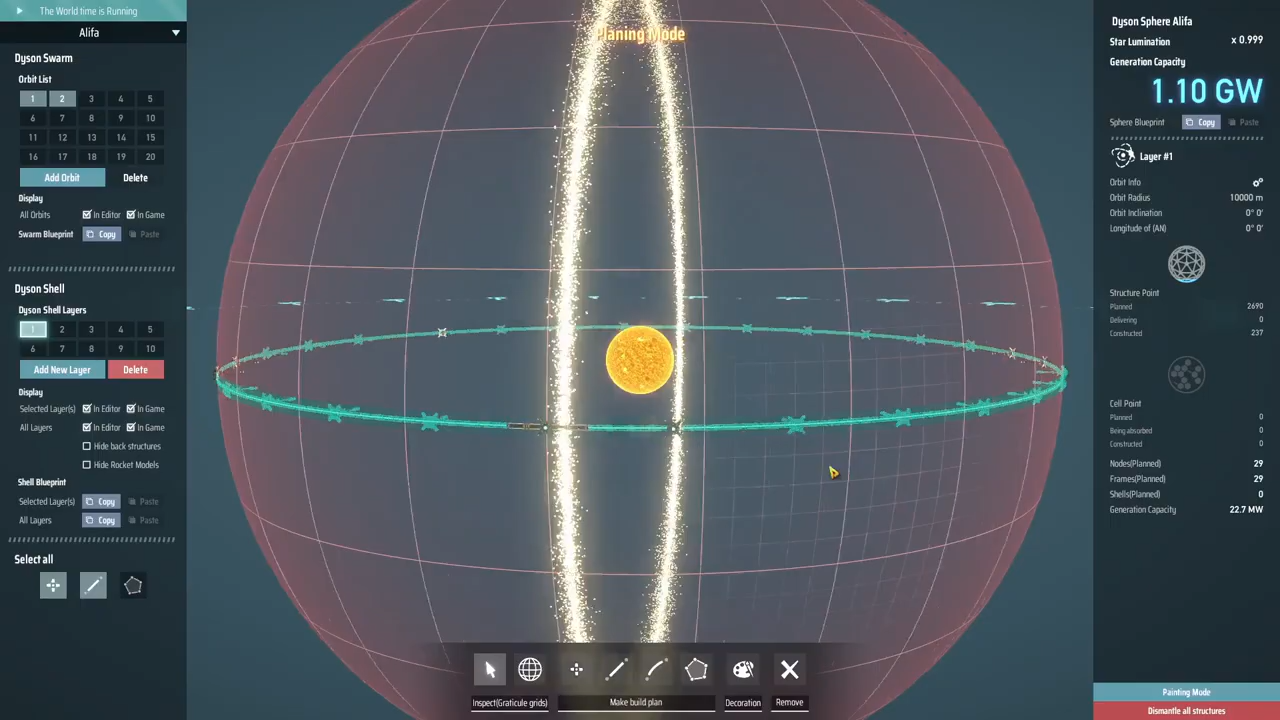 The World time is Running
Alifa
Dyson Swarm
Orbit List
1 2 3 4 5
6 7 8 9 10
11 12 13 14 15
16 17 18 19 20
Add Orbit Delete
Display
All Orbits In Editor In Game
Swarm Blueprint Copy Paste
Dyson Shell
Dyson Shell Layers
1 2 3 4 5
6 7 8 9 10
Add New Layer Delete
Display
Selected Layer(s) In Editor In Game
All Layers In Editor In Game
Hide back structures
Hide Rocket Models
Shell Blueprint
Selected Layer(s) Copy Paste
All Layers Copy Paste
Select all
Planing Mode
Inspect(Graticule grids) Make build plan Decoration Remove
Dyson Sphere Alifa
Star Lumination x 0.999
Generation Capacity
1.10 GW
Sphere Blueprint Copy Paste
Layer #1
Orbit Info
Orbit Radius 10000 m
Orbit Inclination 0° 0'
Longitude of (AN) 0° 0'
Structure Point
Planned 2690
Delivering 0
Constructed 237
Cell Point
Planned 0
Being absorbed 0
Constructed 0
Nodes(Planned) 29
Frames(Planned) 29
Shells(Planned) 0
Generation Capacity 22.7 MW
Painting Mode
Dismantle all structures